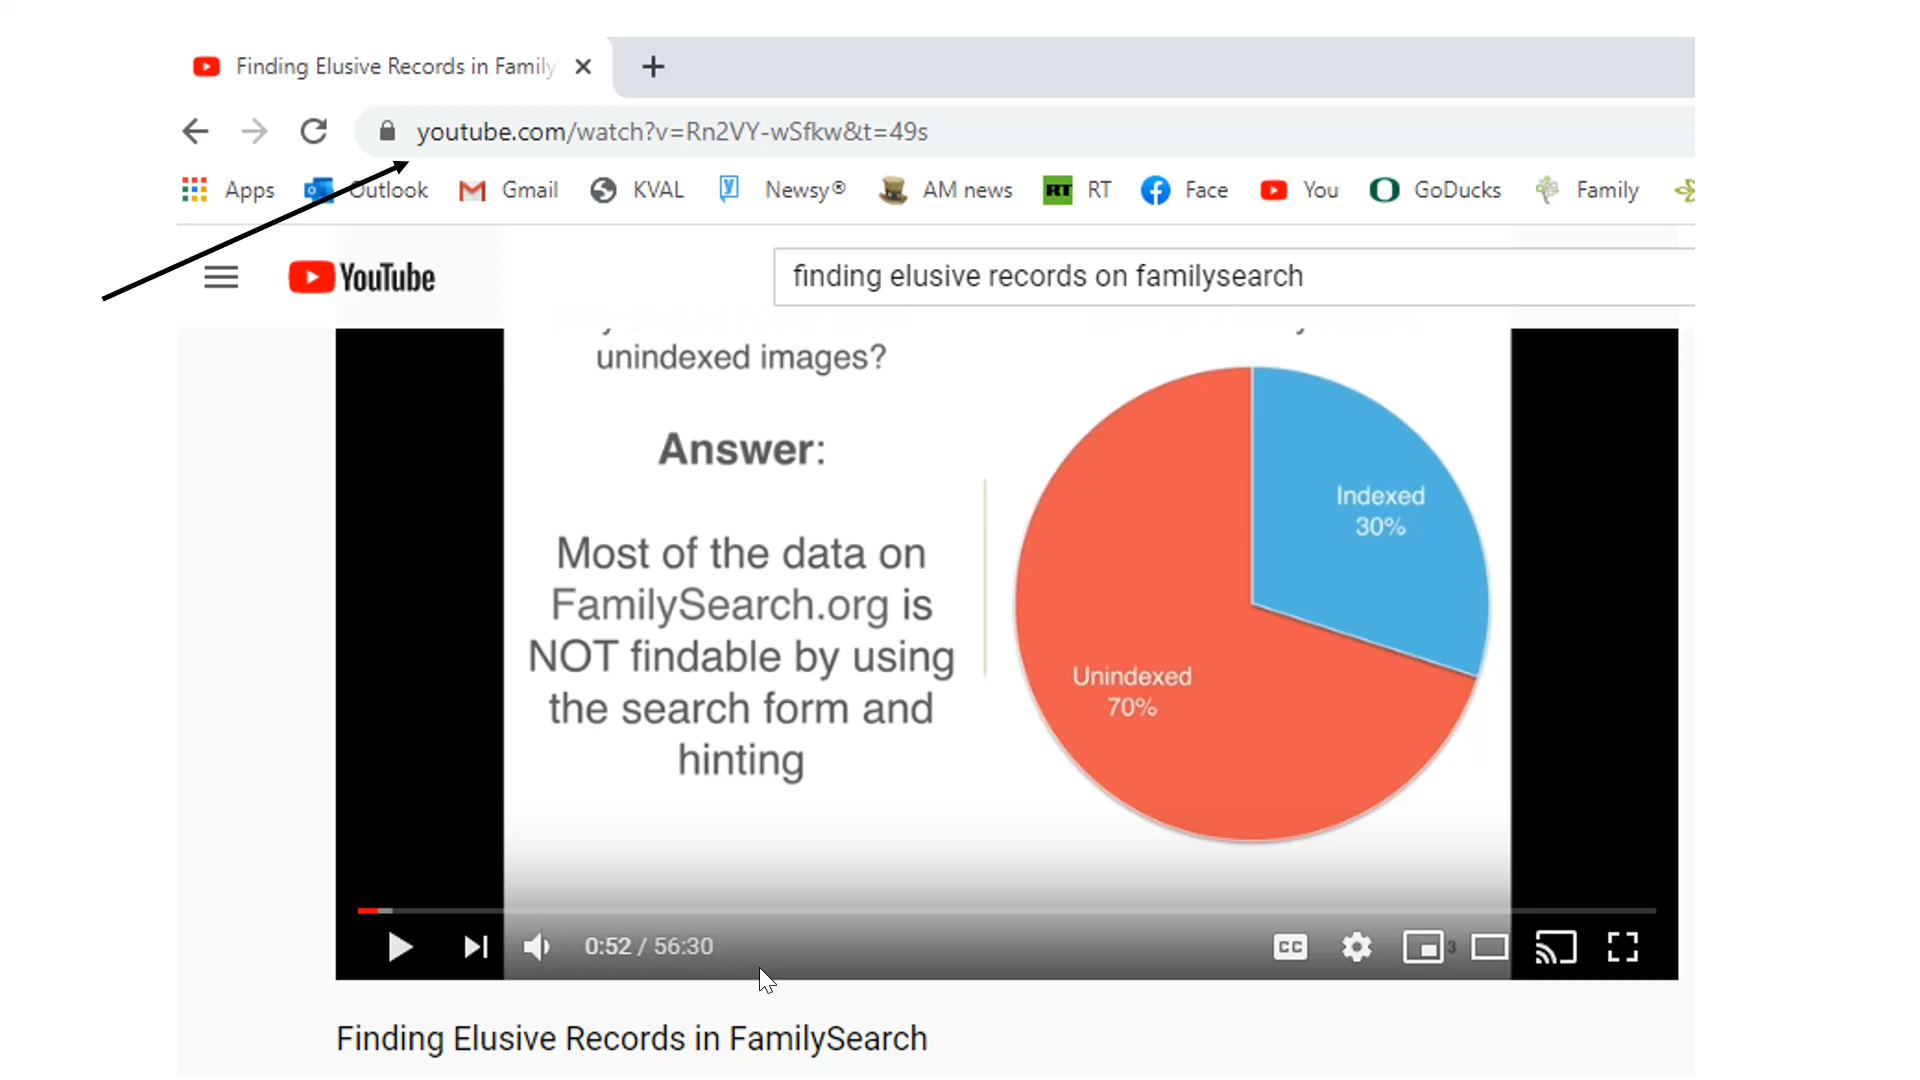 Finding Elusive Records in Family
youtube.com/watch?v=Rn2VY-wSfkw&t=49s
Apps Outlook Gmail KVAL Newsy® AM news RT RT Face You GoDucks Family
YouTube
finding elusive records on familysearch
unindexed images?
Answer:
Most of the data on
FamilySearch.org is
NOT findable by using
the search form and
hinting
Indexed
30%
Unindexed
70%
0:52 / 56:30
CC
3
Finding Elusive Records in FamilySearch